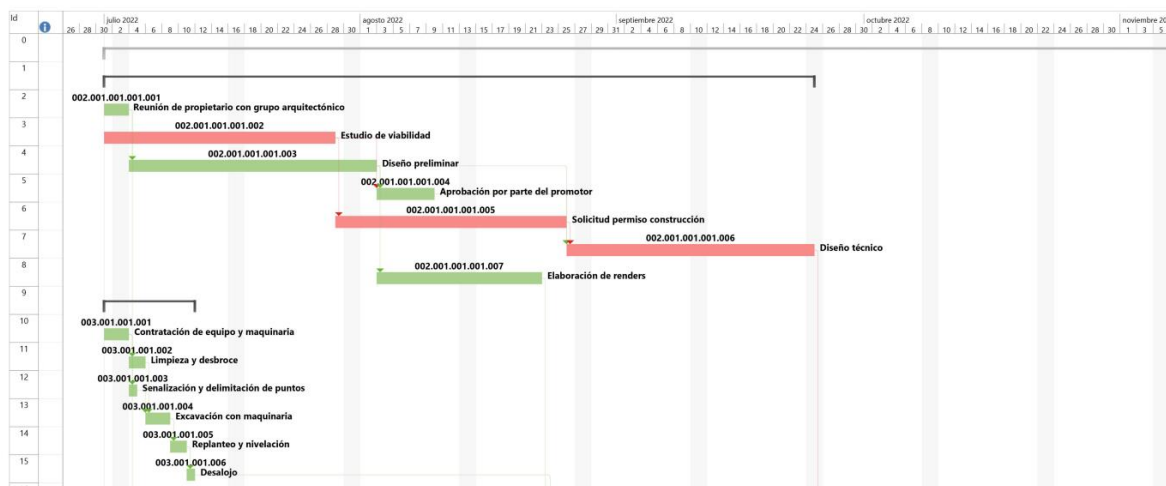 Id
julio 2022 agosto 2022 septiembre 2022 octubre 2022 noviembre 20
26 28 30 2 4 6 8 10 12 14 16 18 20 22 24 26 28 30 1 3 5 7 9 11 13 15 17 19 21 23 25 27 29 31 2 4 6 8 10 12 14 16 18 20 22 24 26 28 30 2 4 6 8 10 12 14 16 18 20 22 24 26 28 30 1 3 5
0
1
2 002.001.001.001.001 Reunión de propietario con grupo arquitectónico
3 002.001.001.001.002 Estudio de viabilidad
4 002.001.001.001.003 Diseño preliminar
5 002.001.001.001.004 Aprobación por parte del promotor
6 002.001.001.001.005 Solicitud permiso construcción
7 002.001.001.001.006 Diseño técnico
8 002.001.001.001.007 Elaboración de renders
9
10 003.001.001.001 Contratación de equipo y maquinaria
11 003.001.001.002 Limpieza y desbroce
12 003.001.001.003 Senalización y delimitación de puntos
13 003.001.001.004 Excavación con maquinaria
14 003.001.001.005 Replanteo y nivelación
15 003.001.001.006 Desalojo